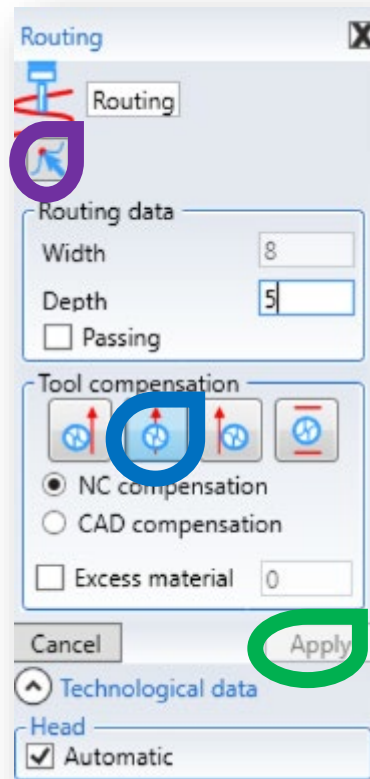 Routing
Routing
Routing data
Width 8
Depth 5
Passing
Tool compensation
NC compensation
CAD compensation
Excess material 0
Cancel Apply
Technological data
Head
Automatic